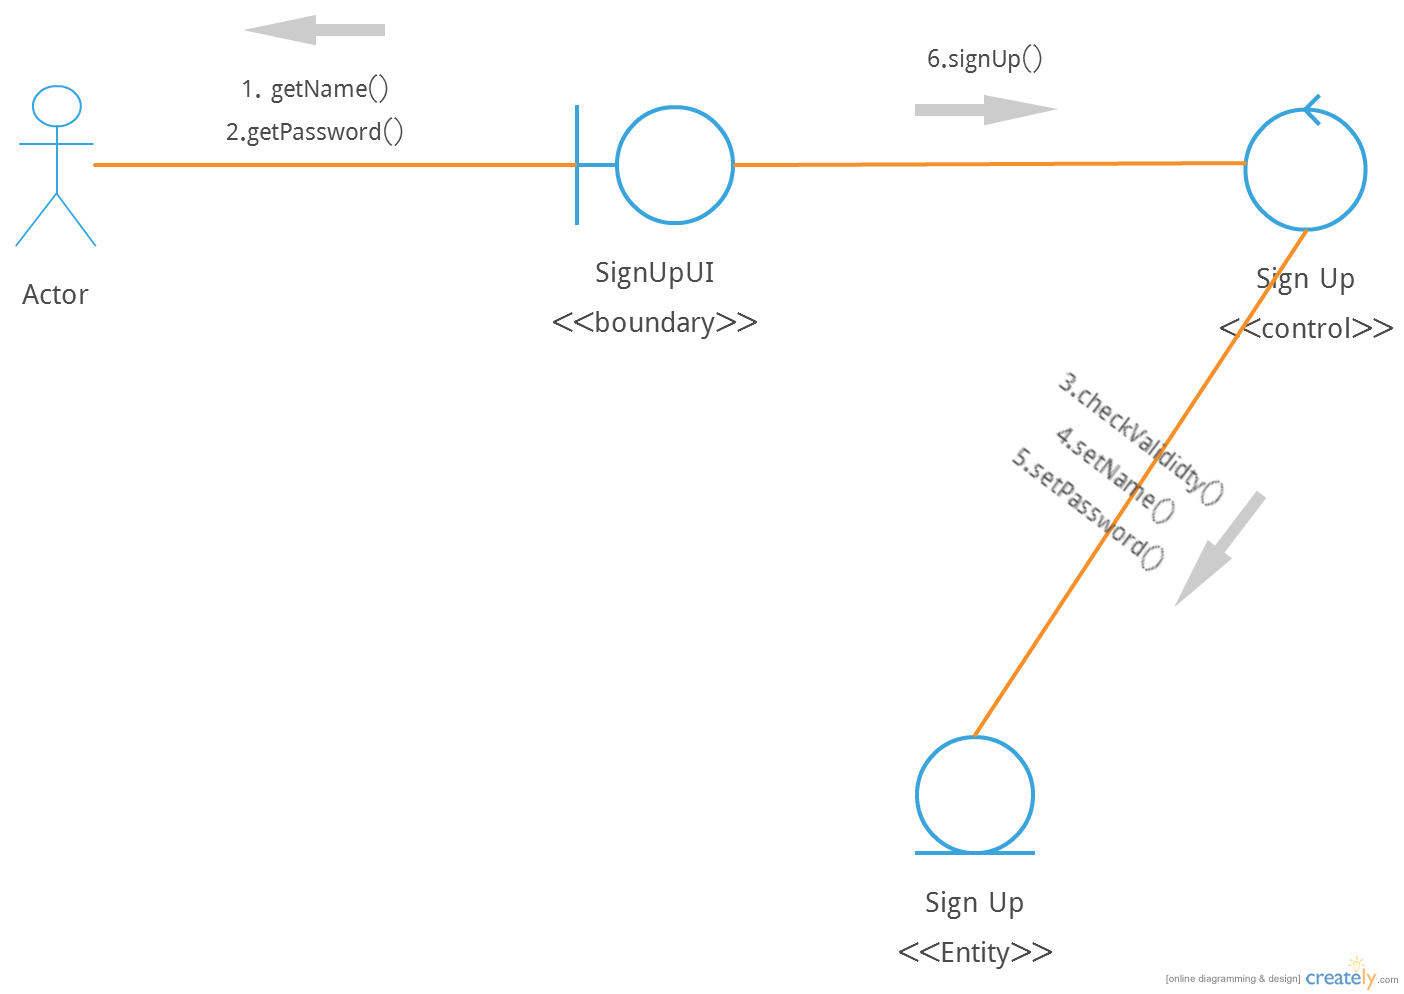 1. getName()
2.getPassword()
6.signUp()
Actor
SignUpUI
<<boundary>>
Sign Up
<<control>>
3.checkValididty()
4.setName()
5.setPassword()
Sign Up
<<Entity>>
[online diagramming & design] creately.com